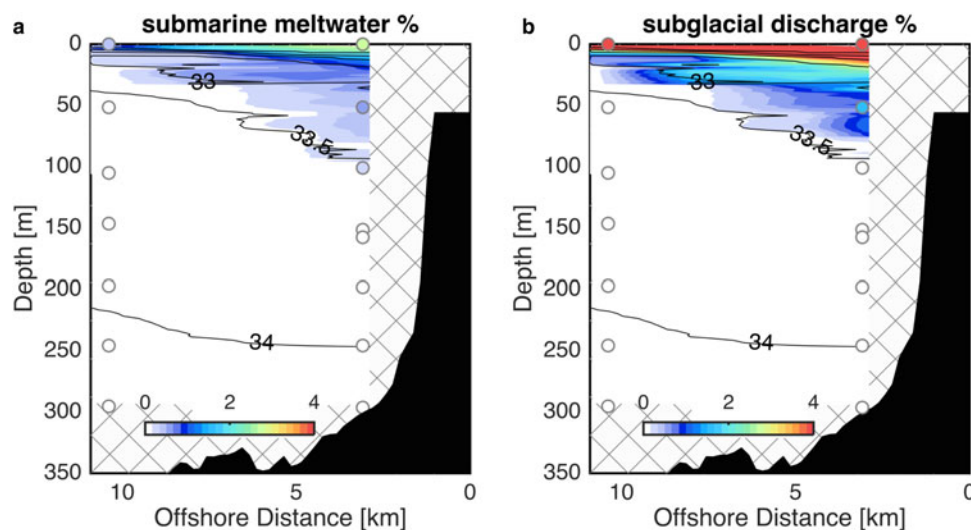 a submarine meltwater %
0
50
100
150
200
250
300
350
Depth [m]
33
33.5
34
0 2 4
10 5 0
Offshore Distance [km]
b subglacial discharge %
0
50
100
150
200
250
300
350
Depth [m]
33
33.5
34
0 2 4
10 5 0
Offshore Distance [km]